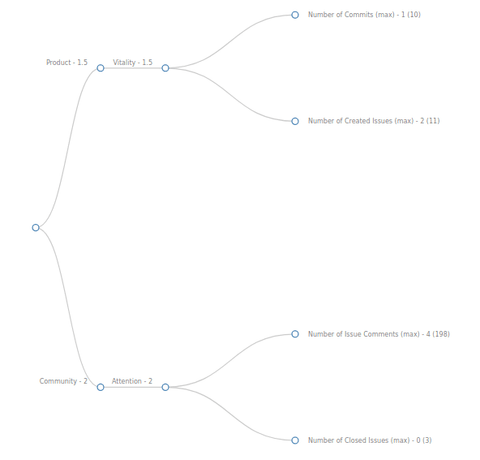 Number of Commits (max) - 1 (10)
Product - 1.5
Vitality - 1.5
Number of Created Issues (max) - 2 (11)
Number of Issue Comments (max) - 4 (198)
Community - 2
Attention - 2
Number of Closed Issues (max) - 0 (3)